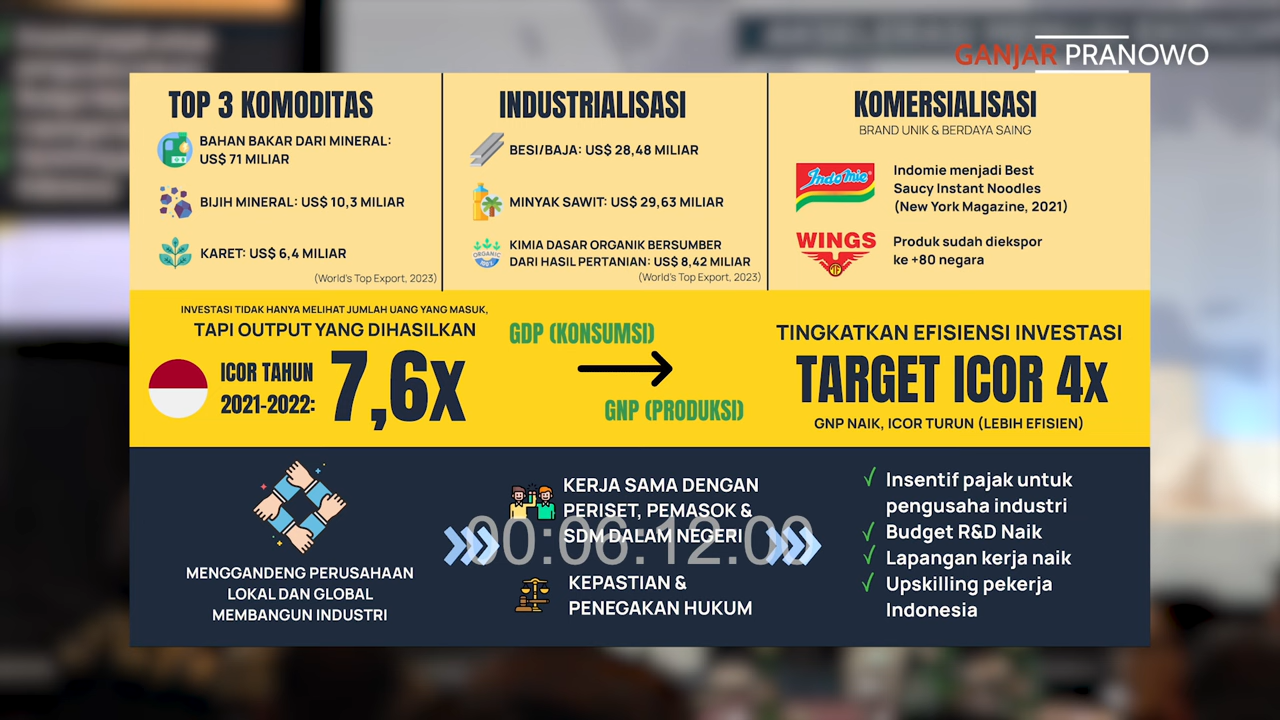 GANJAR PRANOWO
TOP 3 KOMODITAS
BAHAN BAKAR DARI MINERAL:
US$ 71 MILIAR
BIJIH MINERAL: US$ 10,3 MILIAR
KARET: US$ 6,4 MILIAR
(World's Top Export, 2023)
INDUSTRIALISASI
BESI/BAJA: US$ 28,48 MILIAR
MINYAK SAWIT: US$ 29,63 MILIAR
ORGANIC
KIMIA DASAR ORGANIK BERSUMBER
DARI HASIL PERTANIAN: US$ 8,42 MILIAR
(World's Top Export, 2023)
KOMERSIALISASI
BRAND UNIK & BERDAYA SAING
Indomie
Indomie menjadi Best
Saucy Instant Noodles
(New York Magazine, 2021)
WINGS
Produk sudah diekspor
ke +80 negara
INVESTASI TIDAK HANYA MELIHAT JUMLAH UANG YANG MASUK,
TAPI OUTPUT YANG DIHASILKAN
ICOR TAHUN
2021-2022:
7,6x
GDP (KONSUMSI)
GNP (PRODUKSI)
TINGKATKAN EFISIENSI INVESTASI
TARGET ICOR 4x
GNP NAIK, ICOR TURUN (LEBIH EFISIEN)
MENGGANDENG PERUSAHAAN
LOKAL DAN GLOBAL
MEMBANGUN INDUSTRI
KERJA SAMA DENGAN
PERISET, PEMASOK &
SDM DALAM NEGERI
00:06:12:00
KEPASTIAN &
PENEGAKAN HUKUM
Insentif pajak untuk
pengusaha industri
Budget R&D Naik
Lapangan kerja naik
Upskilling pekerja
Indonesia